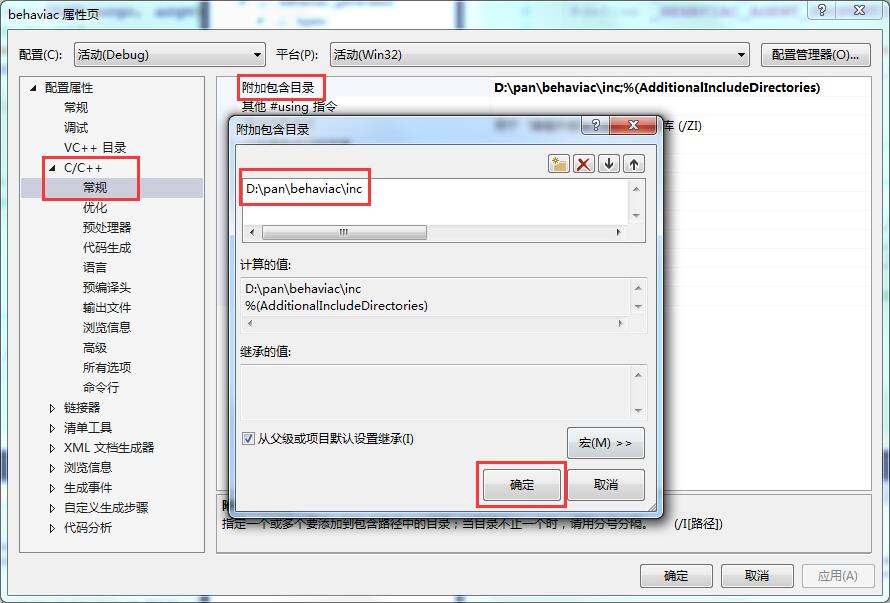 behaviac 属性页
配置(C): 活动(Debug) 平台(P): 活动(Win32) 配置管理器(O)...
配置属性
常规
调试
VC++ 目录
C/C++
常规
优化
预处理器
代码生成
语言
预编译头
输出文件
浏览信息
高级
所有选项
命令行
链接器
清单工具
XML 文档生成器
浏览信息
生成事件
自定义生成步骤
代码分析
附加包含目录 D:\pan\behaviac\inc;%(AdditionalIncludeDirectories)
其他 #using 指令
库 (/ZI)
附加包含目录
D:\pan\behaviac\inc
计算的值:
D:\pan\behaviac\inc
%(AdditionalIncludeDirectories)
继承的值:
从父级或项目默认设置继承(I)
宏(M) >>
确定 取消
指定一个或多个要添加到包含路径中的目录；当目录不止一个时，请用分号分隔。 (/I[路径])
确定 取消 应用(A)